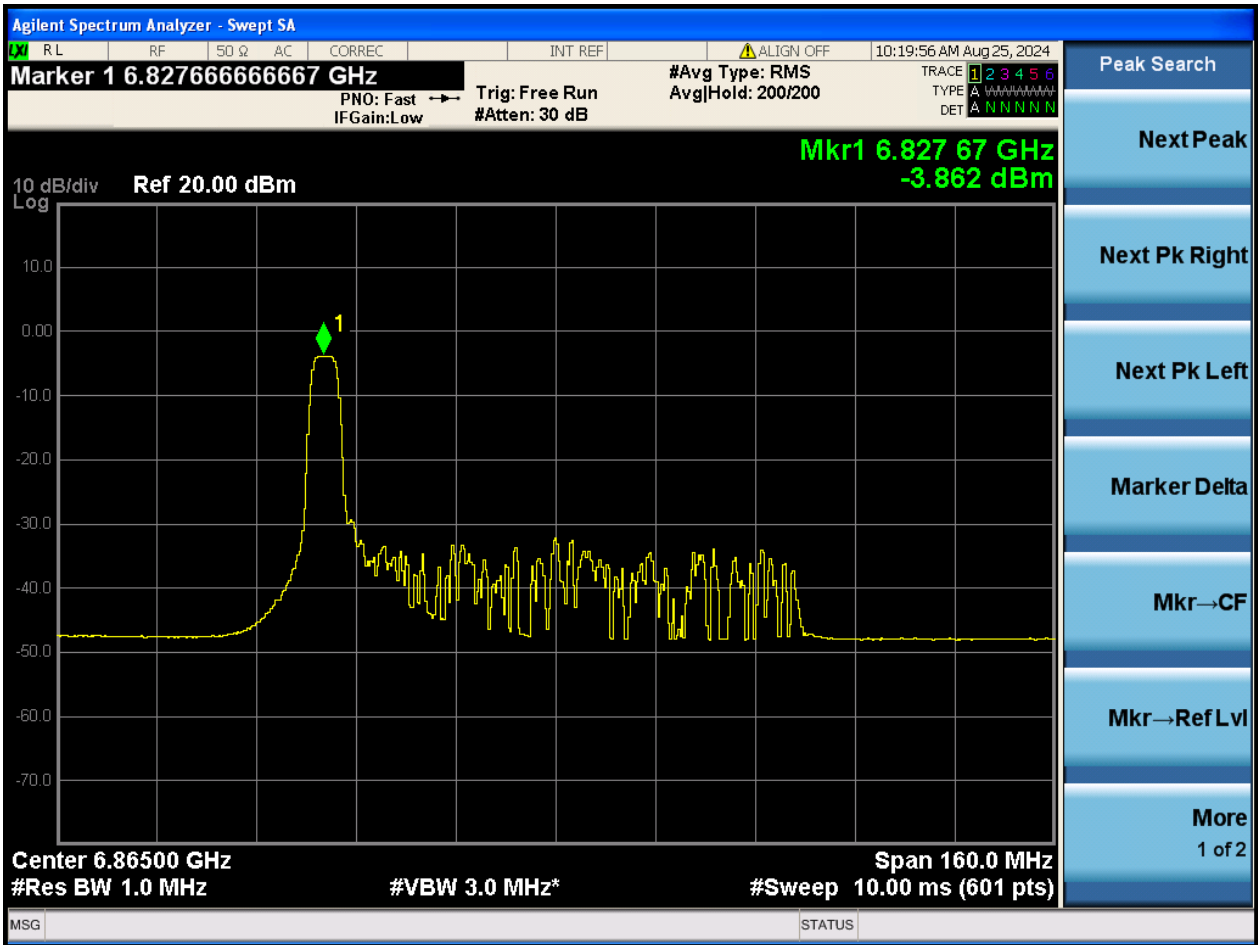 Agilent Spectrum Analyzer - Swept SA
LXI RL RF 50 Ω AC CORREC INT REF ALIGN OFF 10:19:56 AM Aug 25, 2024
Marker 1 6.827666666667 GHz
PNO: Fast
IFGain:Low
Trig: Free Run
#Atten: 30 dB
#Avg Type: RMS
Avg|Hold: 200/200
TRACE 1 2 3 4 5 6
TYPE A WWWWW
DET A N N N N N
Mkr1 6.827 67 GHz
-3.862 dBm
10 dB/div Ref 20.00 dBm
Log
10.0
0.00
1
-10.0
-20.0
-30.0
-40.0
-50.0
-60.0
-70.0
Center 6.86500 GHz Span 160.0 MHz
#Res BW 1.0 MHz #VBW 3.0 MHz* #Sweep 10.00 ms (601 pts)
MSG STATUS
Peak Search
Next Peak
Next Pk Right
Next Pk Left
Marker Delta
Mkr→CF
Mkr→Ref Lvl
More
1 of 2